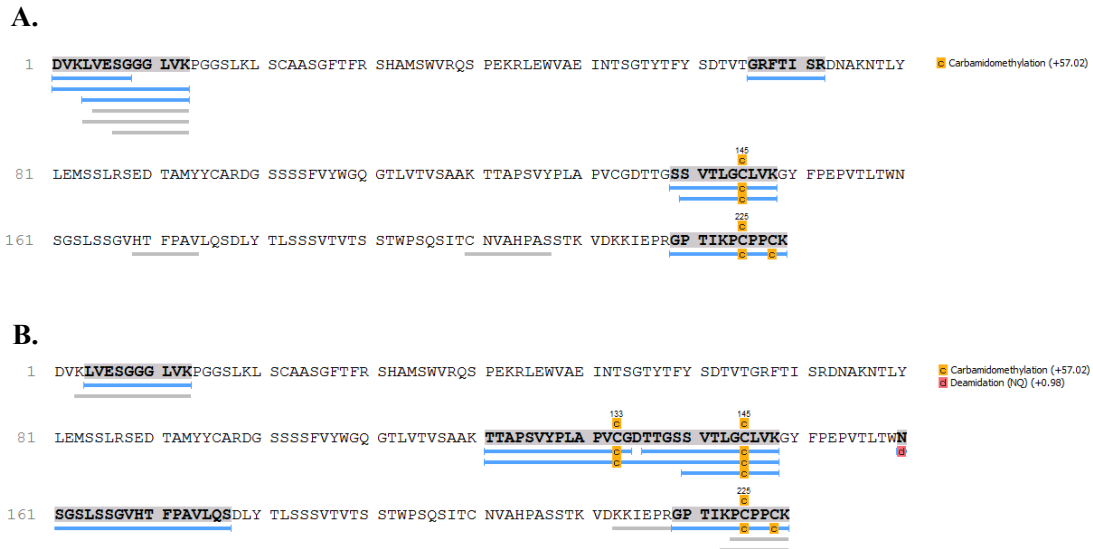 A.
1 DVKLVESGGG LVKPGGSLKL SCAASGFTFR SHAMSWVRQS PEKRLEWVAE INTSGTYTFY SDTVTGRFTI SRDNAKNTLY
c Carbamidomethylation (+57.02)
145
c
81 LEMSSLRSED TAMYYCARDG SSSSFVYWGQ GTLVTVSAAK TTAPSVYPLA PVCGDTTGSS VTLGCLVKGY FPEPVTLTWN
c
c
225
c
161 SGSLSSGVHT FPAVLQSDLY TLSSSVTVTS STWPSQSITC NVAHPASSTK VDKKIEPRGP TIKPCPPCK
c c
B.
1 DVKLVESGGG LVKPGGSLKL SCAASGFTFR SHAMSWVRQS PEKRLEWVAE INTSGTYTFY SDTVTGRFTI SRDNAKNTLY
c Carbamidomethylation (+57.02)
d Deamidation (NQ) (+0.98)
133 145
c c
81 LEMSSLRSED TAMYYCARDG SSSSFVYWGQ GTLVTVSAAK TTAPSVYPLA PVCGDTTGSS VTLGCLVKGY FPEPVTLTWN
c c d
c c
c
225
c
161 SGSLSSGVHT FPAVLQSDLY TLSSSVTVTS STWPSQSITC NVAHPASSTK VDKKIEPRGP TIKPCPPCK
c c